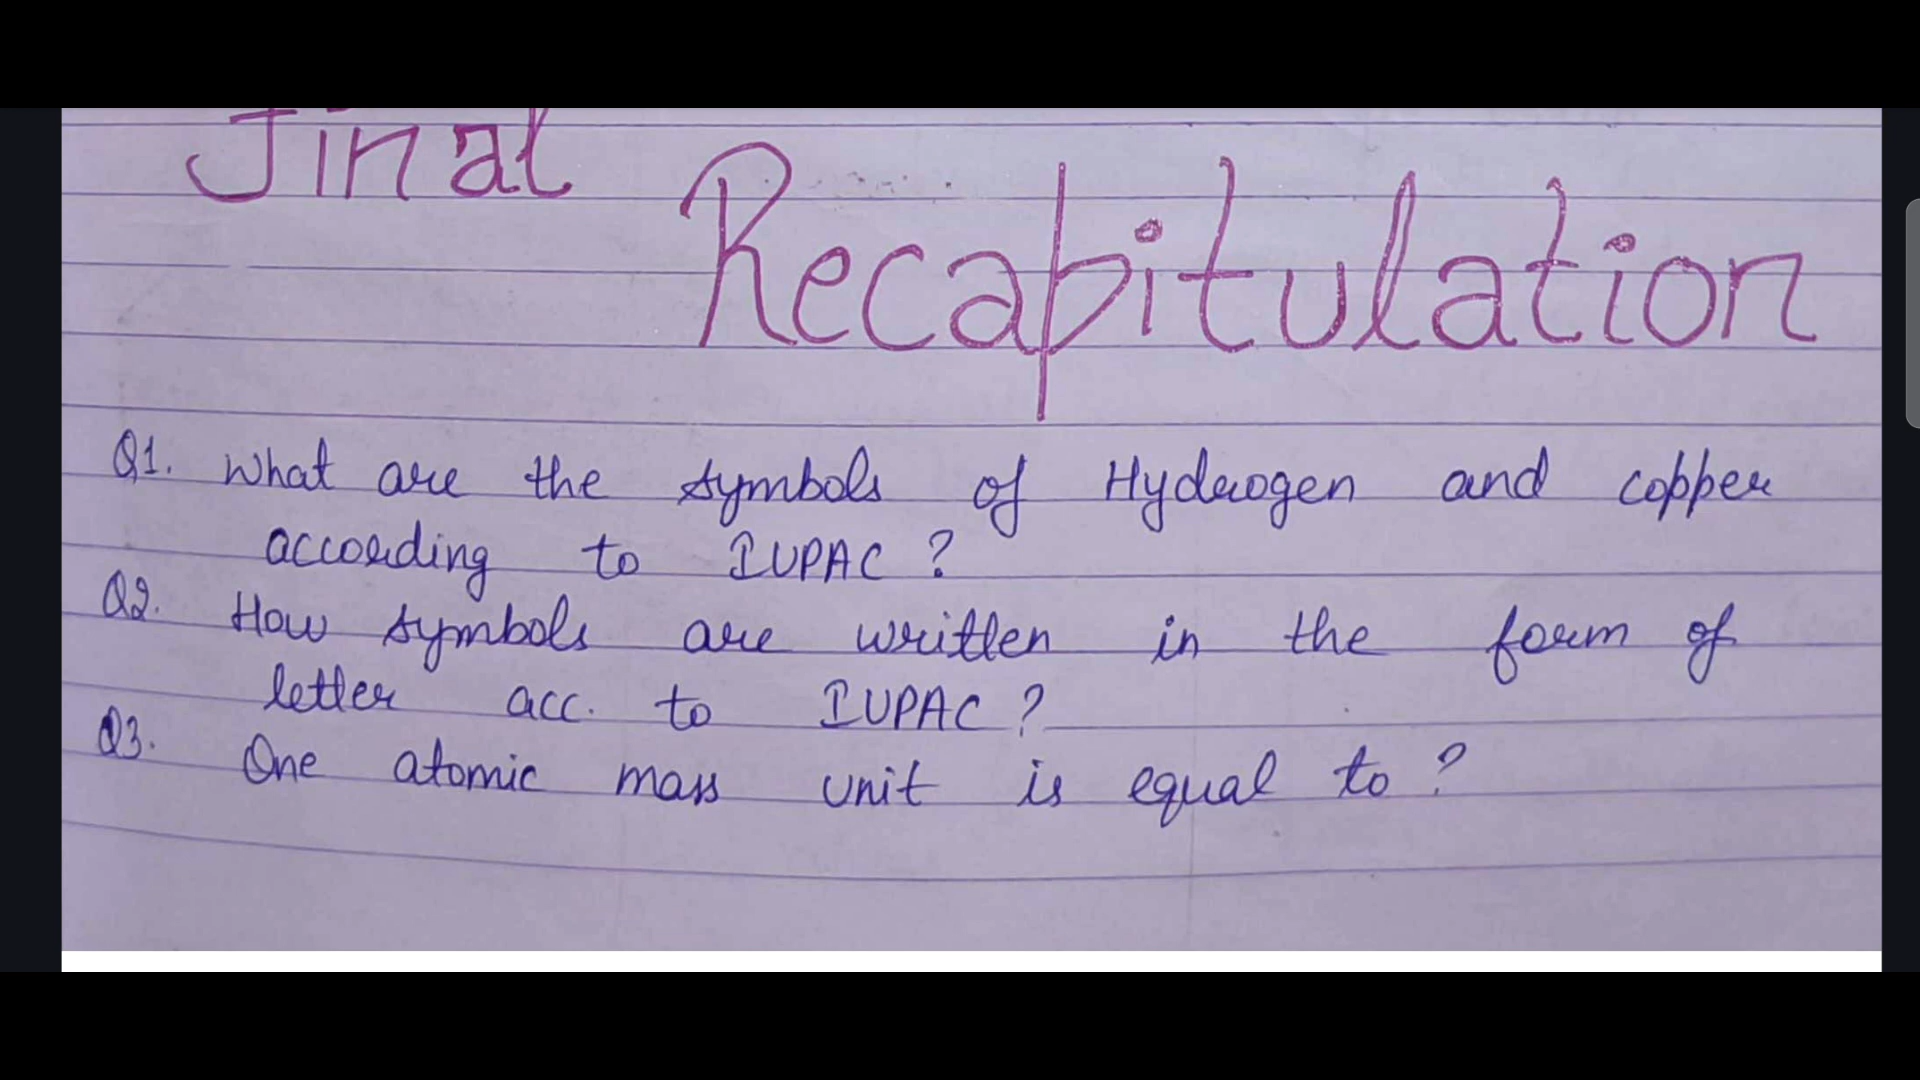 Final
Recapitulation
Q1. What are the symbols of Hydrogen and copper
according to IUPAC ?
Q2. How symbols are written in the form of
letter acc. to IUPAC ?
Q3. One atomic mass unit is equal to ?